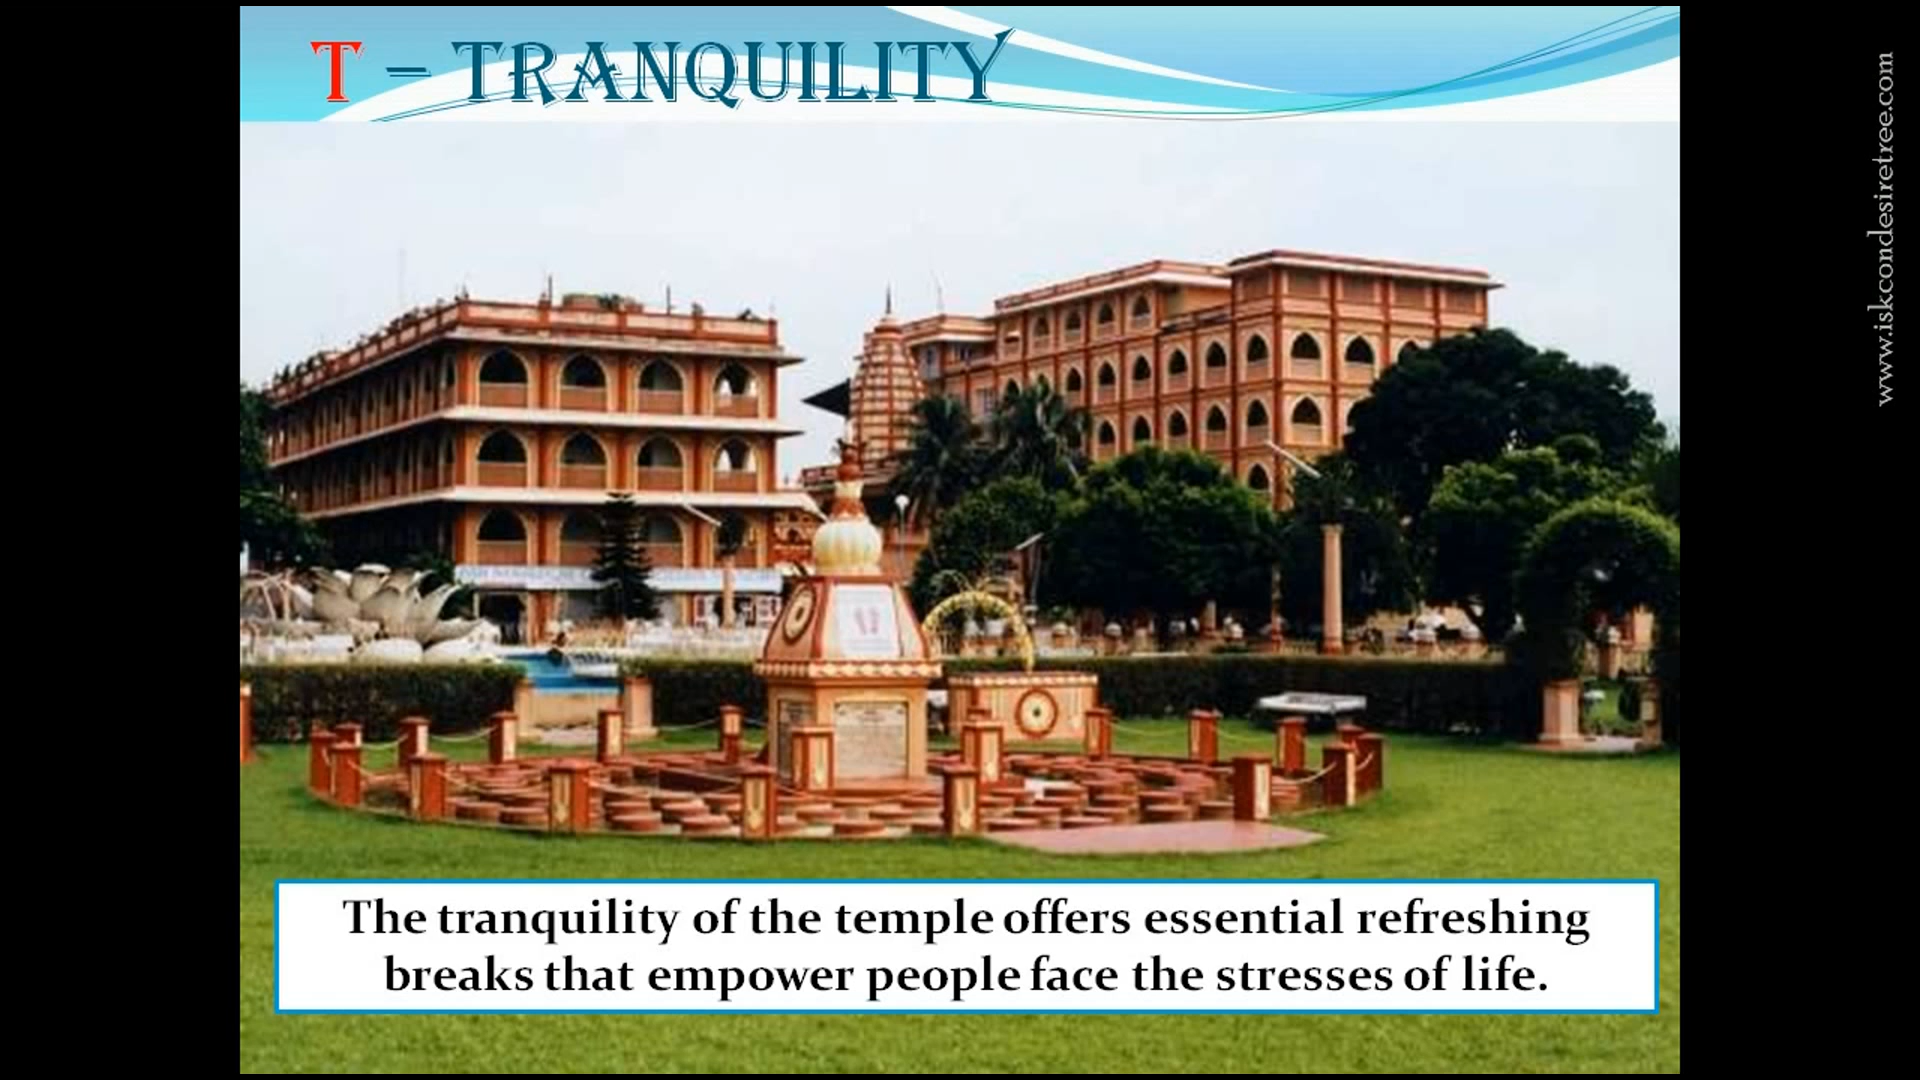 T – TRANQUILITY
www.iskcondesiretree.com
The tranquility of the temple offers essential refreshing
breaks that empower people face the stresses of life.